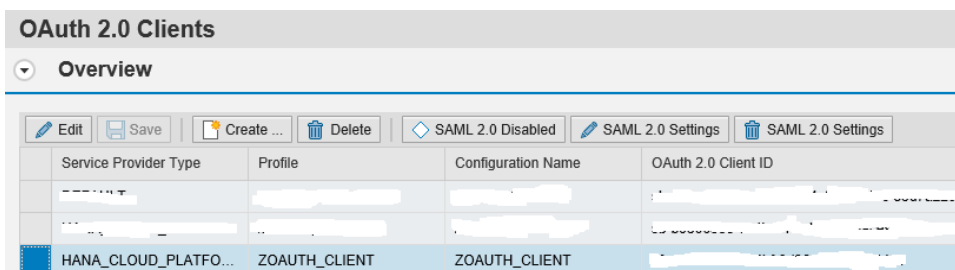 OAuth 2.0 Clients
Overview
Edit Save Create ... Delete SAML 2.0 Disabled SAML 2.0 Settings SAML 2.0 Settings
Service Provider Type Profile Configuration Name OAuth 2.0 Client ID
HANA_CLOUD_PLATFO... ZOAUTH_CLIENT ZOAUTH_CLIENT